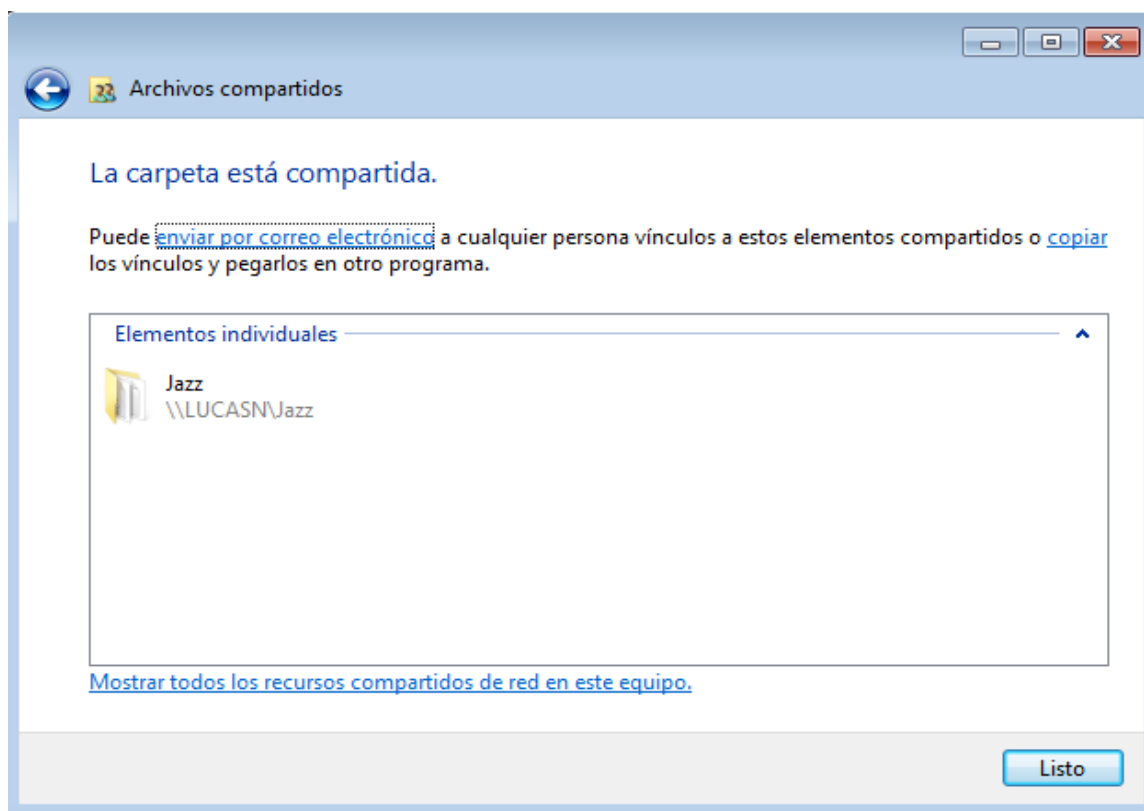 Archivos compartidos
La carpeta está compartida.
Puede enviar por correo electrónico a cualquier persona vínculos a estos elementos compartidos o copiar
los vínculos y pegarlos en otro programa.
Elementos individuales
Jazz
\\LUCASN\Jazz
Mostrar todos los recursos compartidos de red en este equipo.
Listo